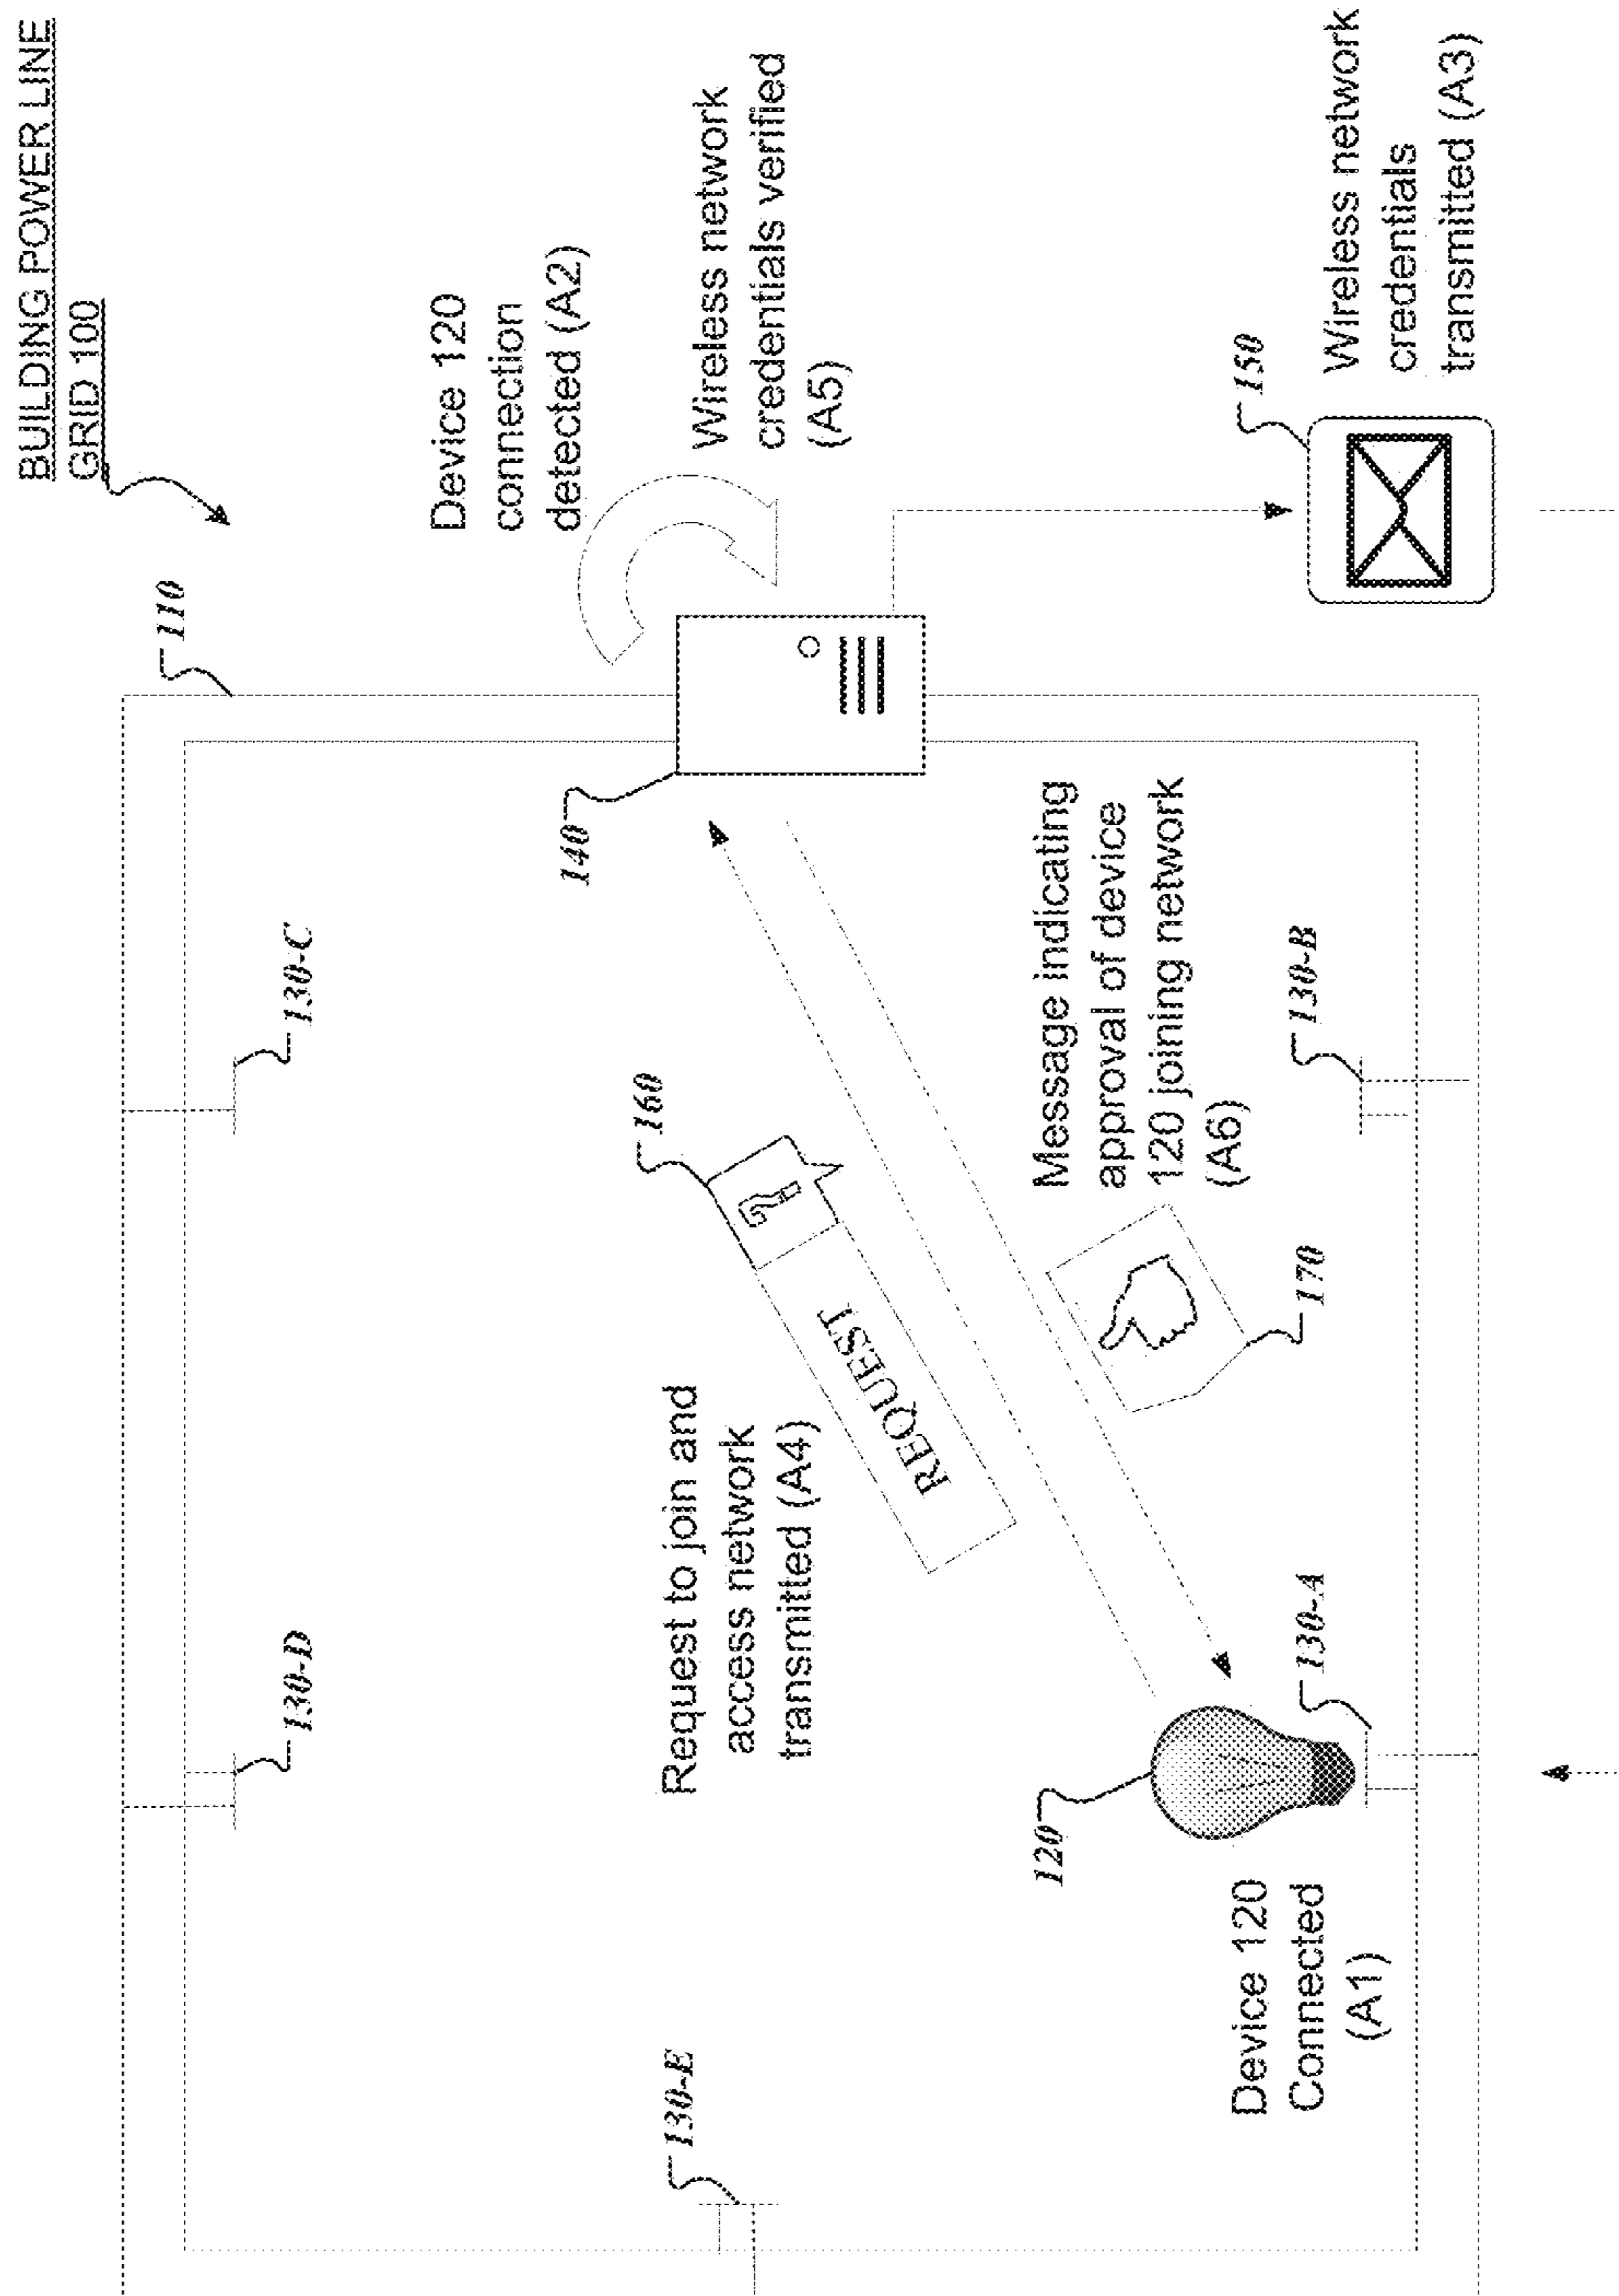 BUILDING POWER LINE
GRID 100
110
Device 120
connection
detected (A2)
Wireless network
credentials verified
(A5)
140
150
Wireless network
credentials
transmitted (A3)
130-C
130-D
130-E
160
?
REQUEST
Request to join and
access network
transmitted (A4)
Message indicating
approval of device
120 joining network
(A6)
170
130-B
130-A
120
Device 120
Connected
(A1)